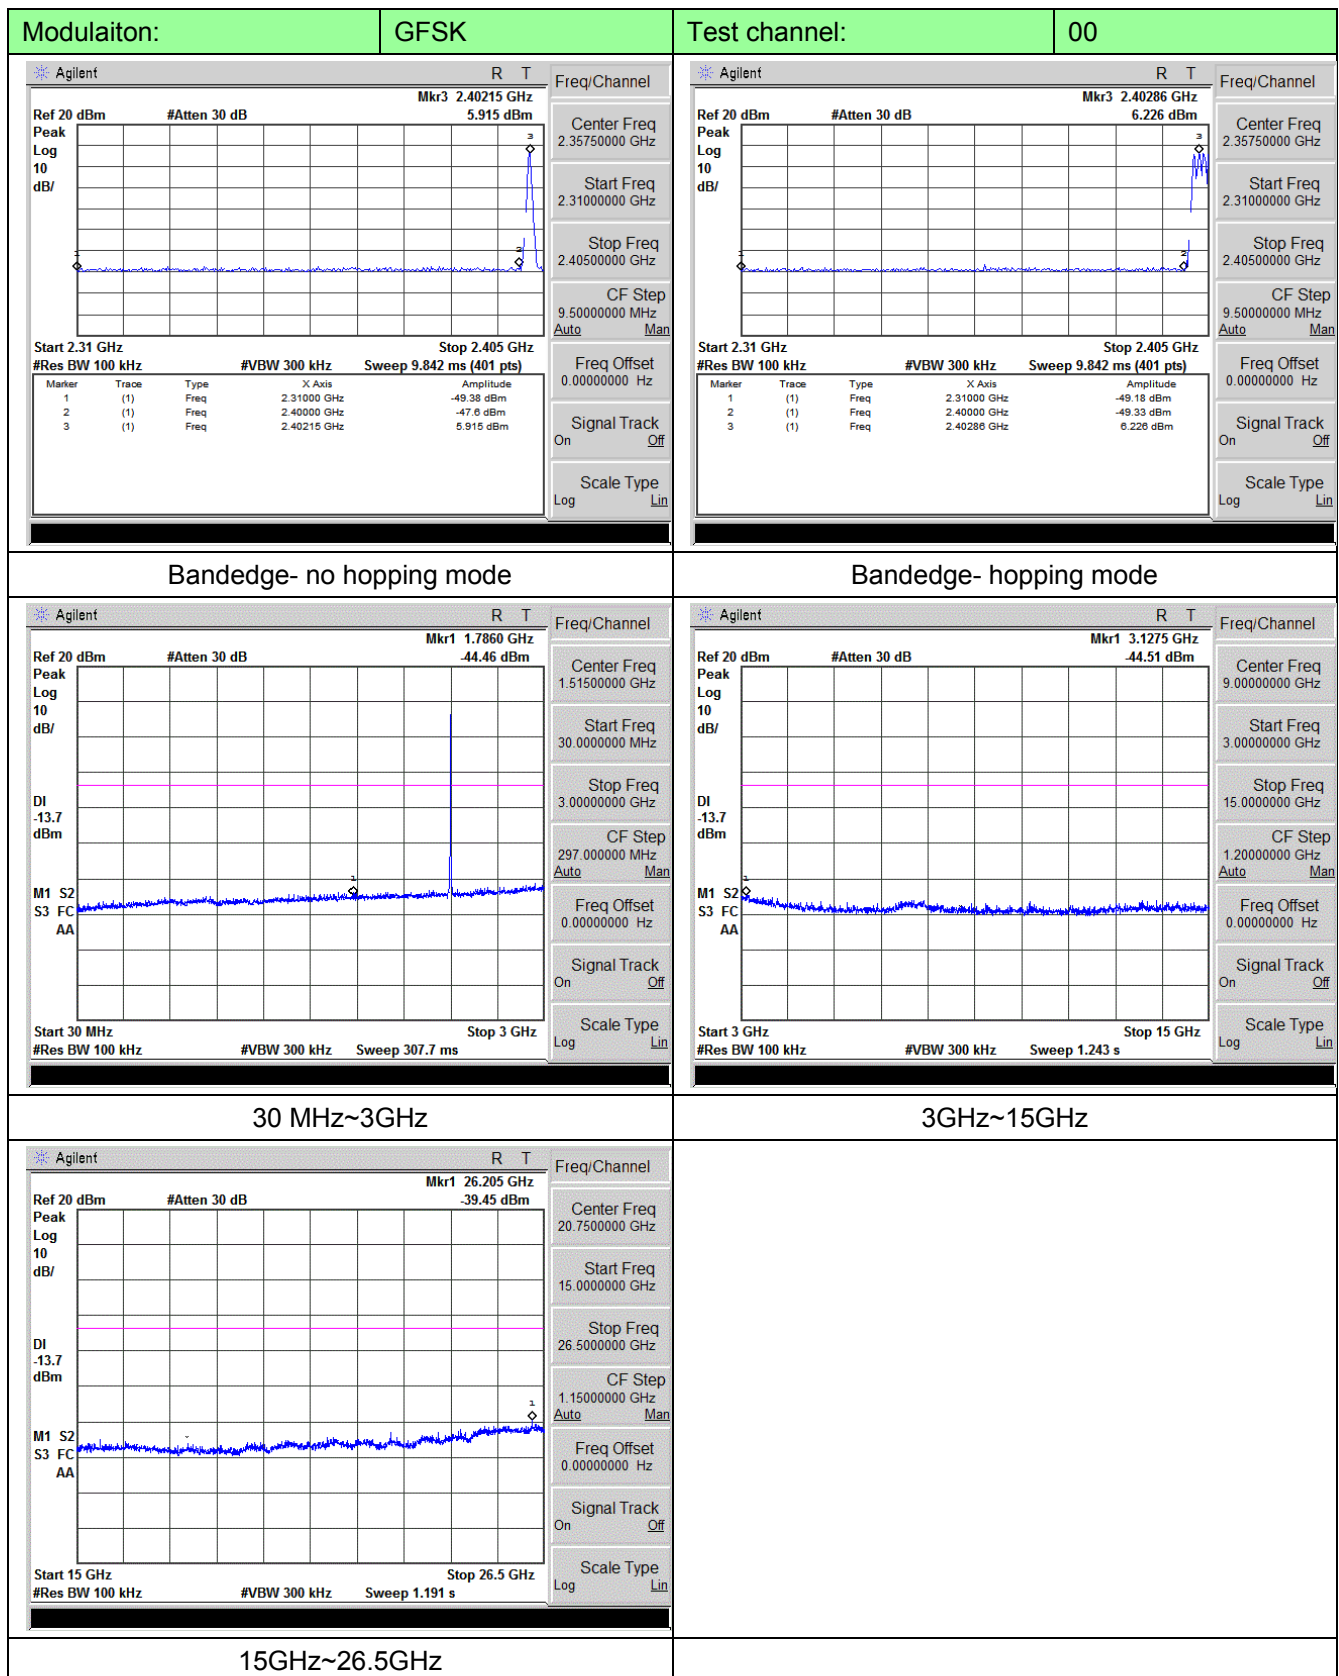 Modulaiton: GFSK Test channel: 00
Agilent R T
Freq/Channel
Mkr3 2.40215 GHz
Ref 20 dBm #Atten 30 dB 5.915 dBm
Peak
Log
10
dB/
3
2
1
Start 2.31 GHz Stop 2.405 GHz
#Res BW 100 kHz #VBW 300 kHz Sweep 9.842 ms (401 pts)
Marker Trace Type X Axis Amplitude
1 (1) Freq 2.31000 GHz -49.38 dBm
2 (1) Freq 2.40000 GHz -47.6 dBm
3 (1) Freq 2.40215 GHz 5.915 dBm
Center Freq
2.35750000 GHz
Start Freq
2.31000000 GHz
Stop Freq
2.40500000 GHz
CF Step
9.50000000 MHz
Auto Man
Freq Offset
0.00000000 Hz
Signal Track
On Off
Scale Type
Log Lin
Agilent R T
Freq/Channel
Mkr3 2.40286 GHz
Ref 20 dBm #Atten 30 dB 6.226 dBm
Peak
Log
10
dB/
3
2
1
Start 2.31 GHz Stop 2.405 GHz
#Res BW 100 kHz #VBW 300 kHz Sweep 9.842 ms (401 pts)
Marker Trace Type X Axis Amplitude
1 (1) Freq 2.31000 GHz -49.18 dBm
2 (1) Freq 2.40000 GHz -49.33 dBm
3 (1) Freq 2.40286 GHz 6.226 dBm
Center Freq
2.35750000 GHz
Start Freq
2.31000000 GHz
Stop Freq
2.40500000 GHz
CF Step
9.50000000 MHz
Auto Man
Freq Offset
0.00000000 Hz
Signal Track
On Off
Scale Type
Log Lin
Bandedge- no hopping mode Bandedge- hopping mode
Agilent R T
Freq/Channel
Mkr1 1.7860 GHz
Ref 20 dBm #Atten 30 dB -44.46 dBm
Peak
Log
10
dB/
DI
-13.7
dBm
1
M1 S2
S3 FC
AA
Start 30 MHz Stop 3 GHz
#Res BW 100 kHz #VBW 300 kHz Sweep 307.7 ms
Center Freq
1.51500000 GHz
Start Freq
30.0000000 MHz
Stop Freq
3.00000000 GHz
CF Step
297.000000 MHz
Auto Man
Freq Offset
0.00000000 Hz
Signal Track
On Off
Scale Type
Log Lin
Agilent R T
Freq/Channel
Mkr1 3.1275 GHz
Ref 20 dBm #Atten 30 dB -44.51 dBm
Peak
Log
10
dB/
DI
-13.7
dBm
1
M1 S2
S3 FC
AA
Start 3 GHz Stop 15 GHz
#Res BW 100 kHz #VBW 300 kHz Sweep 1.243 s
Center Freq
9.00000000 GHz
Start Freq
3.00000000 GHz
Stop Freq
15.0000000 GHz
CF Step
1.20000000 GHz
Auto Man
Freq Offset
0.00000000 Hz
Signal Track
On Off
Scale Type
Log Lin
30 MHz~3GHz 3GHz~15GHz
Agilent R T
Freq/Channel
Mkr1 26.205 GHz
Ref 20 dBm #Atten 30 dB -39.45 dBm
Peak
Log
10
dB/
DI
-13.7
dBm
1
M1 S2
S3 FC
AA
Start 15 GHz Stop 26.5 GHz
#Res BW 100 kHz #VBW 300 kHz Sweep 1.191 s
Center Freq
20.7500000 GHz
Start Freq
15.0000000 GHz
Stop Freq
26.5000000 GHz
CF Step
1.15000000 GHz
Auto Man
Freq Offset
0.00000000 Hz
Signal Track
On Off
Scale Type
Log Lin
15GHz~26.5GHz